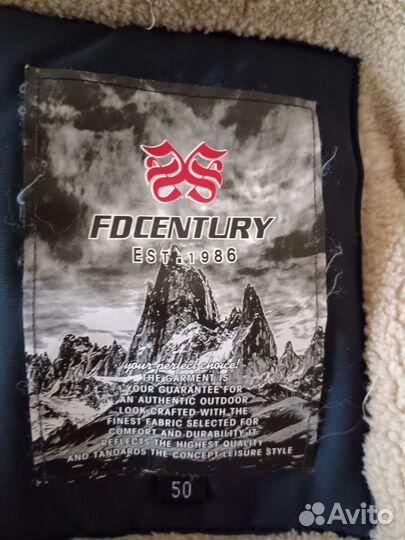 FDCENTURY
EST.1986
your perfect choice!
THE GARMENT IS
YOUR GUARANTEE FOR
AN AUTHENTIC OUTDOOR
LOOK CRAFTED WITH THE
FINEST FABRIC SELECTED FOR
COMFORT AND DURABILITY IT
REFLECTS THE HIGHEST QUALITY
AND TANDARDS THE CONCEPT LEISURE STYLE
50
Avito